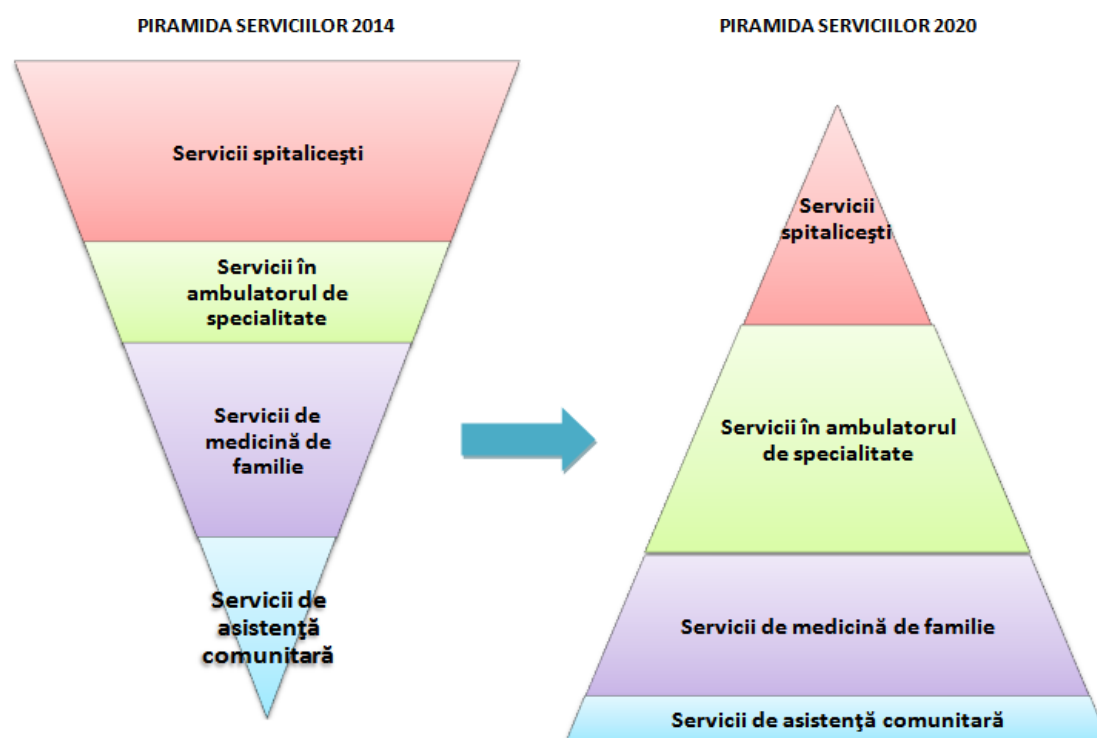 PIRAMIDA SERVICIILOR 2014
Servicii spitaliceşti
Servicii în
ambulatorul de
specialitate
Servicii de
medicină de
familie
Servicii de
asistenţă
comunitară
PIRAMIDA SERVICIILOR 2020
Servicii
spitaliceşti
Servicii în ambulatorul
de specialitate
Servicii de medicină de familie
Servicii de asistenţă comunitară